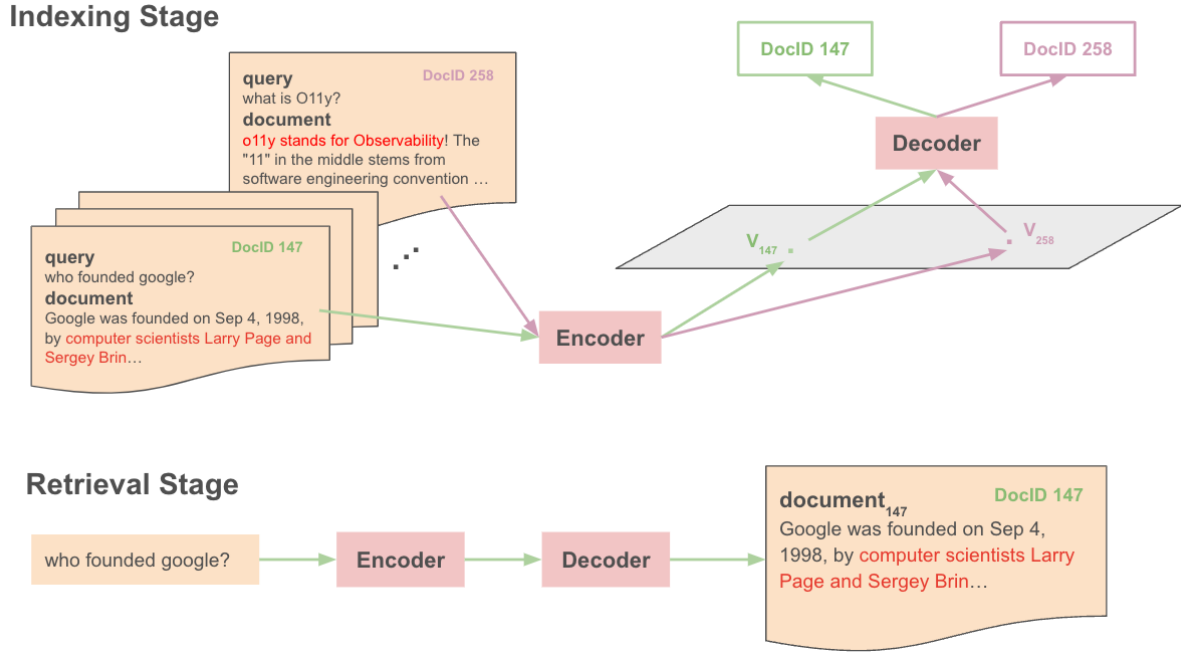 Indexing Stage
DocID 258
query
what is O11y?
document
o11y stands for Observability! The
"11" in the middle stems from
software engineering convention ...
DocID 147
query
who founded google?
document
Google was founded on Sep 4, 1998,
by computer scientists Larry Page and
Sergey Brin...
Encoder
V147
V258
Decoder
DocID 147
DocID 258
Retrieval Stage
who founded google?
Encoder
Decoder
DocID 147
document147
Google was founded on Sep 4,
1998, by computer scientists Larry
Page and Sergey Brin...